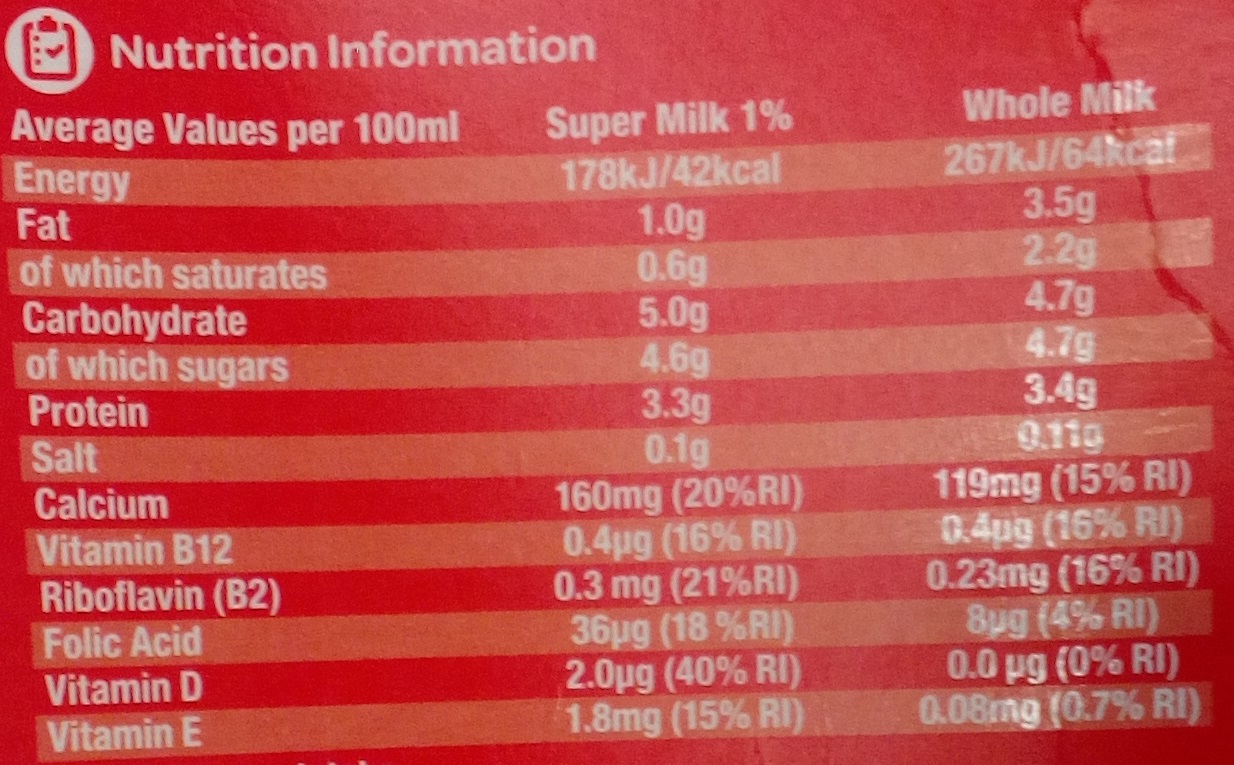 Nutrition Information
Average Values per 100ml Super Milk 1% Whole Milk
Energy 178kJ/42kcal 267kJ/64kcal
Fat 1.0g 3.5g
of which saturates 0.6g 2.2g
Carbohydrate 5.0g 4.7g
of which sugars 4.6g 4.7g
Protein 3.3g 3.4g
Salt 0.1g 0.11g
Calcium 160mg (20%RI) 119mg (15% RI)
Vitamin B12 0.4µg (16% RI) 0.4µg (16% RI)
Riboflavin (B2) 0.3 mg (21%RI) 0.23mg (16% RI)
Folic Acid 36µg (18 %RI) 8µg (4% RI)
Vitamin D 2.0µg (40% RI) 0.0 µg (0% RI)
Vitamin E 1.8mg (15% RI) 0.08mg (0.7% RI)